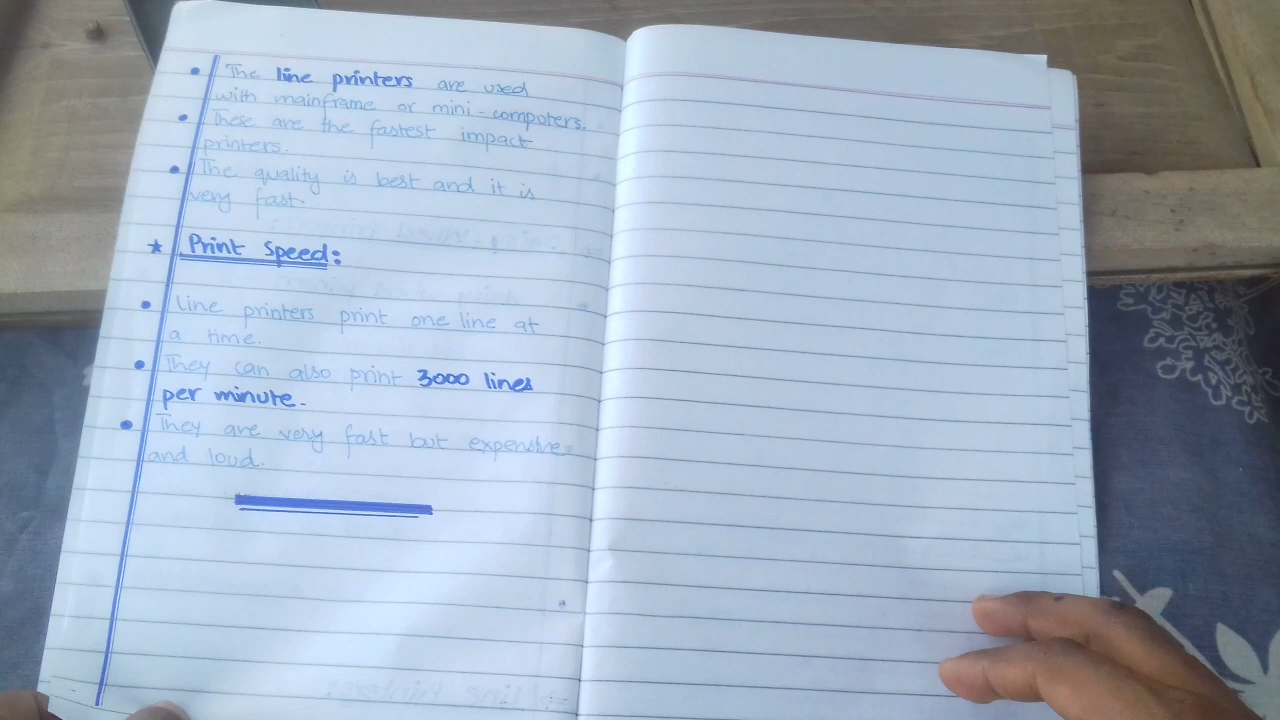 • The line printers are used
with mainframe or mini-computers.
• These are the fastest impact
printers.
• The quality is best and it is
very fast.
★ Print Speed:
• Line printers print one line at
a time.
• They can also print 3000 lines
per minute.
• They are very fast but expensive
and loud.